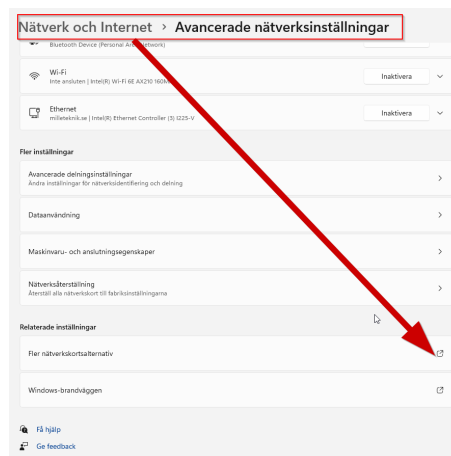 Nätverk och Internet > Avancerade nätverksinställningar
Bluetooth Device (Personal Area Network)
Wi-Fi
Inte ansluten | Intel(R) Wi-Fi 6E AX210 160M
Inaktivera
Ethernet
milleteknik.se | Intel(R) Ethernet Controller (3) I225-V
Inaktivera
Fler inställningar
Avancerade delningsinställningar
Ändra inställningar för nätverksidentifiering och delning
Dataanvändning
Maskinvaru- och anslutningsegenskaper
Nätverksåterställning
Återställ alla nätverkskort till fabriksinställningarna
Relaterade inställningar
Fler nätverkskortsalternativ
Windows-brandväggen
Få hjälp
Ge feedback